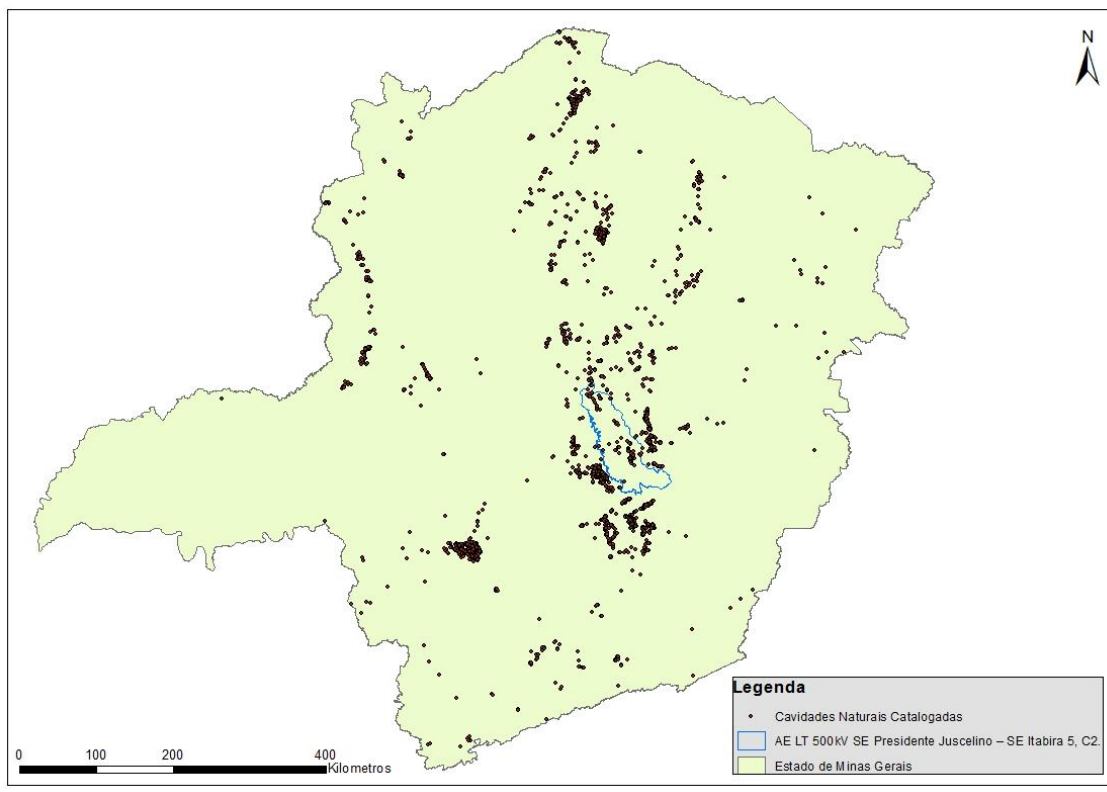 N
Legenda
Cavidades Naturais Catalogadas
AE LT 500kV SE Presidente Juscelino – SE Itabira 5, C2.
Estado de Minas Gerais
0 100 200 400
Kilometros